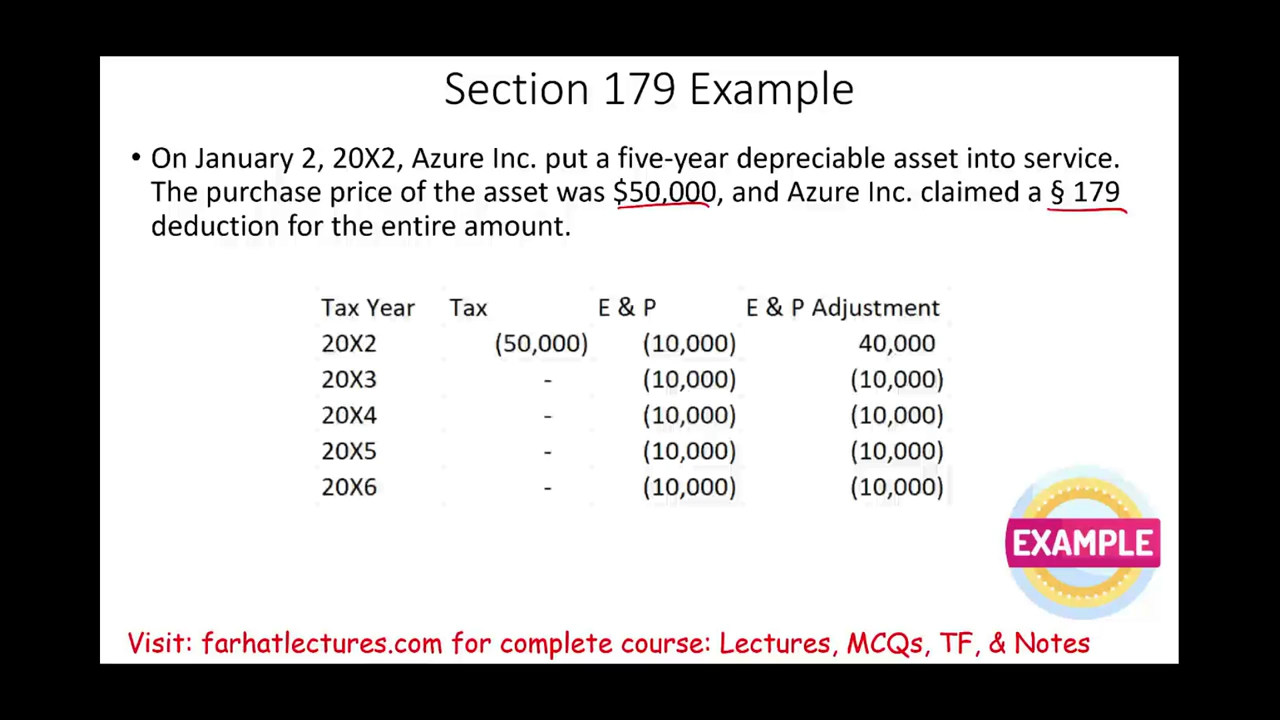 Section 179 Example
• On January 2, 20X2, Azure Inc. put a five-year depreciable asset into service.
The purchase price of the asset was $50,000, and Azure Inc. claimed a § 179
deduction for the entire amount.
Tax Year Tax E & P E & P Adjustment
20X2 (50,000) (10,000) 40,000
20X3 - (10,000) (10,000)
20X4 - (10,000) (10,000)
20X5 - (10,000) (10,000)
20X6 - (10,000) (10,000)
EXAMPLE
Visit: farhatlectures.com for complete course: Lectures, MCQs, TF, & Notes